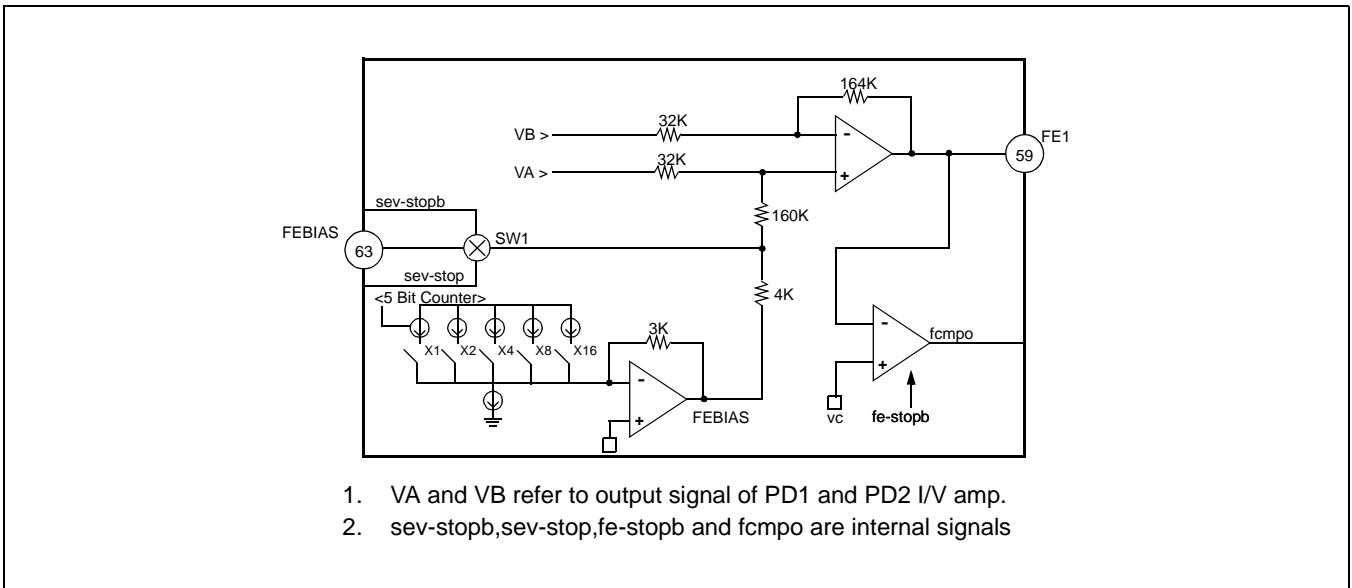 164K
VB >
32K
FE1
59
VA >
32K
160K
sev-stopb
FEBIAS
63
SW1
sev-stop
<5 Bit Counter>
4K
X1
X2
X4
X8
X16
3K
-
+
FEBIAS
-
+
-
+
fcmpo
vc
fe-stopb
1. VA and VB refer to output signal of PD1 and PD2 I/V amp.
2. sev-stopb,sev-stop,fe-stopb and fcmpo are internal signals